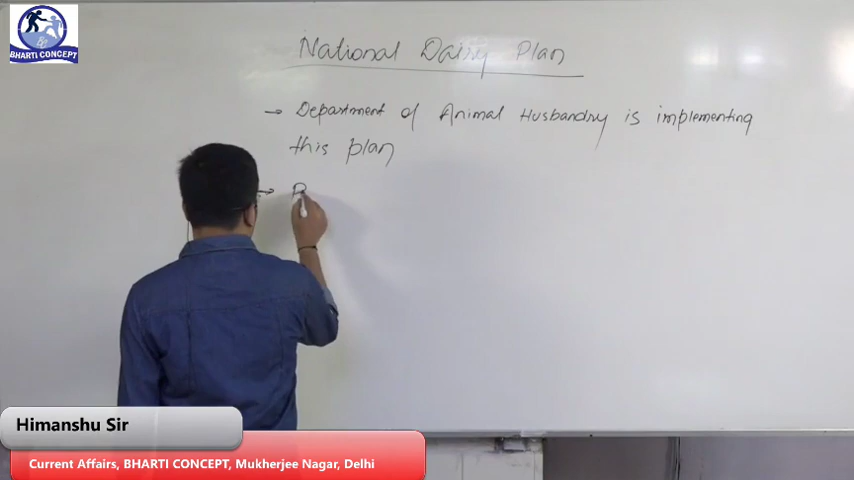 BHARTI CONCEPT
National Dairy Plan
→ Department of Animal Husbandry is implementing
this plan
→ P
Himanshu Sir
Current Affairs, BHARTI CONCEPT, Mukherjee Nagar, Delhi